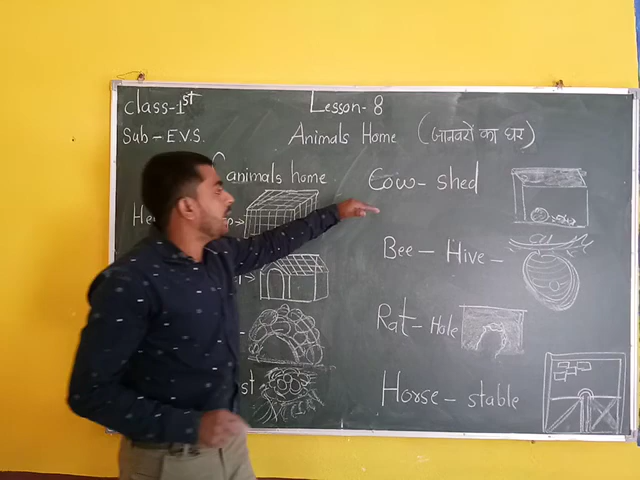 Class-1st
Lesson-8
Sub - E.V.S.
Animals Home (जानवरों का घर)
animals home
Cow - shed
Bee - Hive -
Rat - Hole
Horse - stable